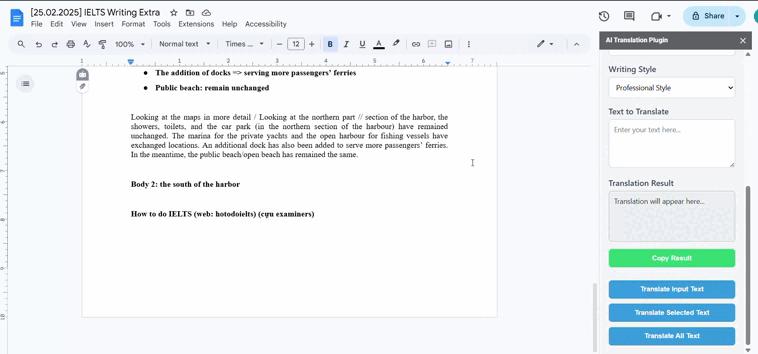 [25.02.2025] IELTS Writing Extra
File Edit View Insert Format Tools Extensions Help Accessibility
Share
100% Normal text Times ... 12 B I U A
AI Translation Plugin
1 1 2 3 4 5 6 7
The addition of docks => serving more passengers’ ferries
Public beach: remain unchanged
Looking at the maps in more detail / Looking at the northern part // section of the harbor, the
showers, toilets, and the car park (in the northern section of the harbour) have remained
unchanged. The marina for the private yachts and the open harbour for fishing vessels have
exchanged locations. An additional dock has also been added to serve more passengers’ ferries.
In the meantime, the public beach/open beach has remained the same.
Body 2: the south of the harbor
How to do IELTS (web: hotodoielts) (cựu examiners)
Writing Style
Professional Style
Text to Translate
Enter your text here...
Translation Result
Translation will appear here...
Copy Result
Translate Input Text
Translate Selected Text
Translate All Text